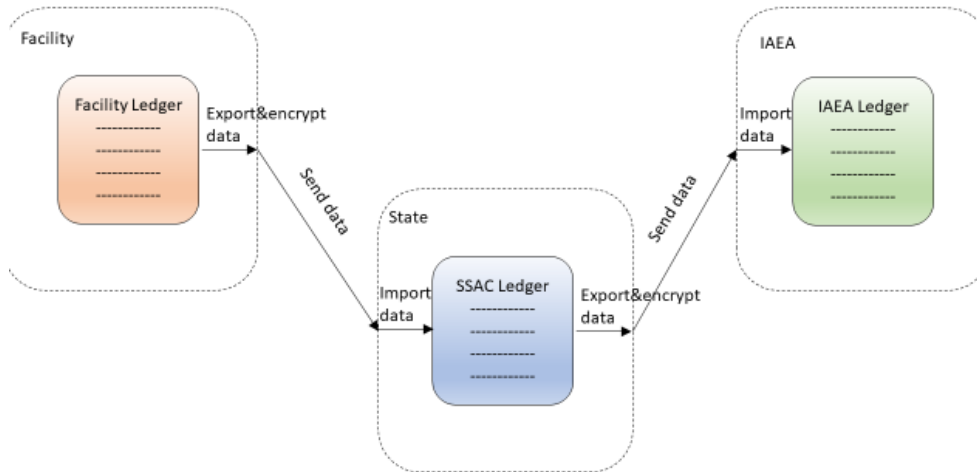 Facility
Facility Ledger
------------
------------
------------
------------
Export&encrypt
data
Send data
State
Import
data
SSAC Ledger
------------
------------
------------
------------
Export&encrypt
data
Send data
IAEA
Import
data
IAEA Ledger
------------
------------
------------
------------